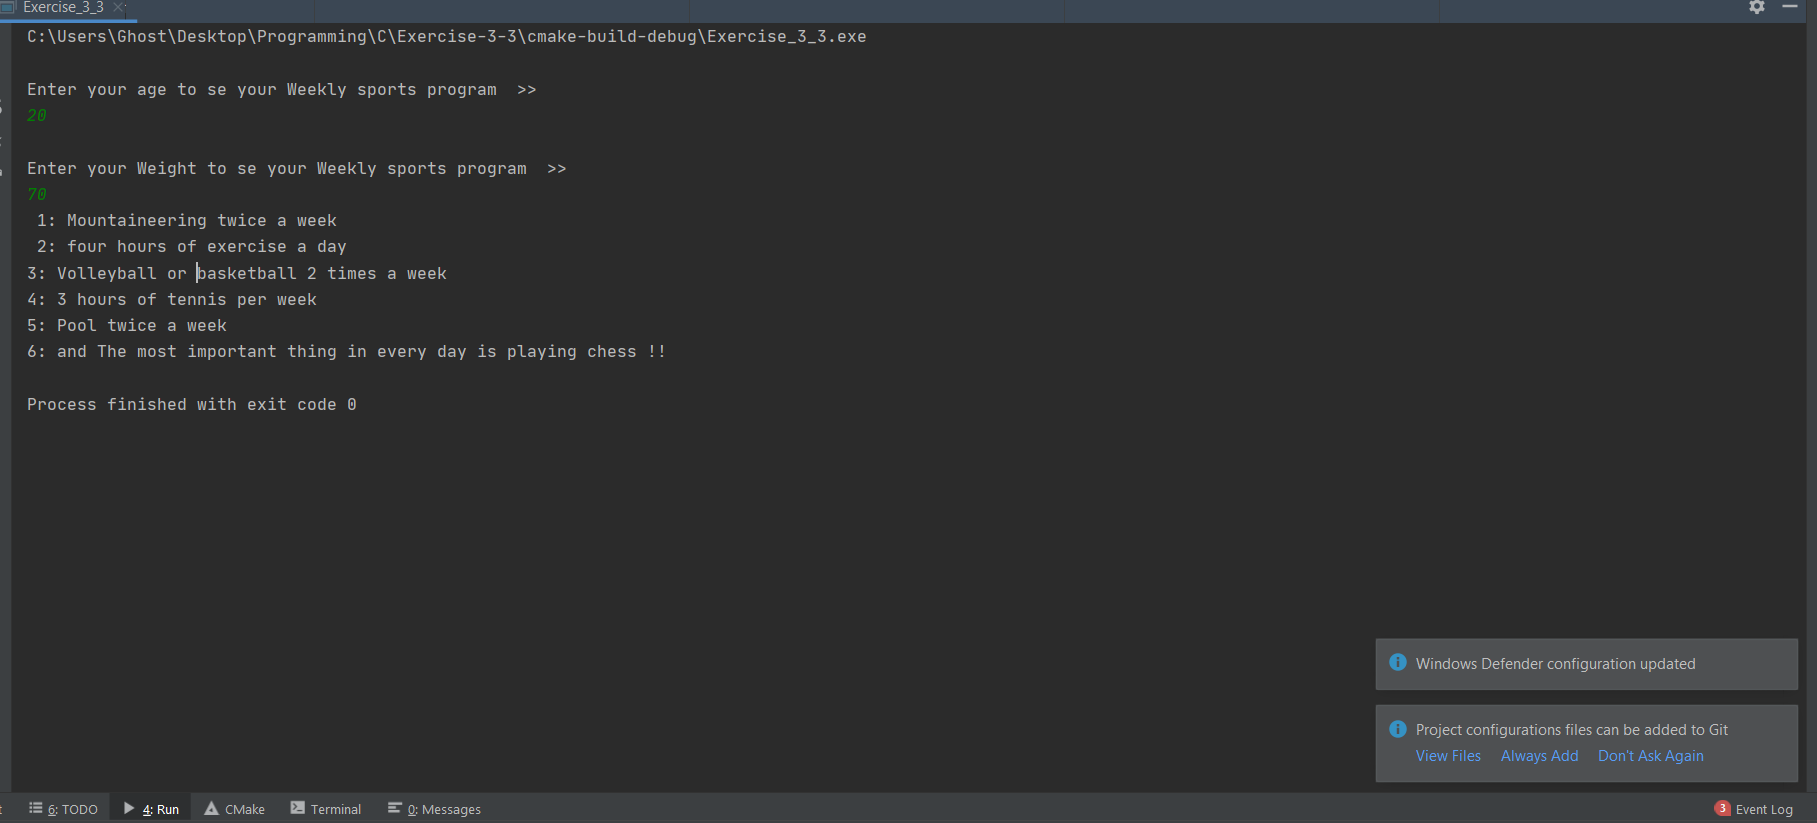 Exercise_3_3
C:\Users\Ghost\Desktop\Programming\C\Exercise-3-3\cmake-build-debug\Exercise_3_3.exe
Enter your age to se your Weekly sports program  >>
20
Enter your Weight to se your Weekly sports program  >>
70
1: Mountaineering twice a week
2: four hours of exercise a day
3: Volleyball or basketball 2 times a week
4: 3 hours of tennis per week
5: Pool twice a week
6: and The most important thing in every day is playing chess !!
Process finished with exit code 0
Windows Defender configuration updated
Project configurations files can be added to Git
View Files Always Add Don't Ask Again
6: TODO 4: Run CMake Terminal 0: Messages 3 Event Log